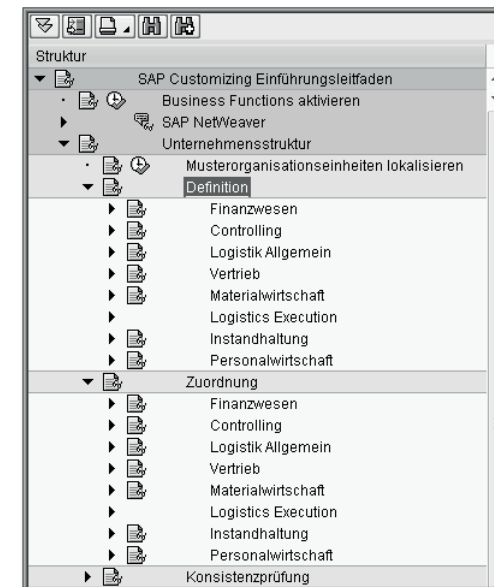 Struktur
SAP Customizing Einführungsleitfaden
Business Functions aktivieren
SAP NetWeaver
Unternehmensstruktur
Musterorganisationseinheiten lokalisieren
Definition
Finanzwesen
Controlling
Logistik Allgemein
Vertrieb
Materialwirtschaft
Logistics Execution
Instandhaltung
Personalwirtschaft
Zuordnung
Finanzwesen
Controlling
Logistik Allgemein
Vertrieb
Materialwirtschaft
Logistics Execution
Instandhaltung
Personalwirtschaft
Konsistenzprüfung